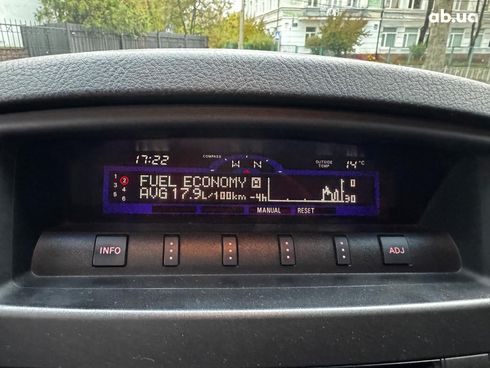 ab.ua
17:22 COMPASS W N OUTSIDE TEMP 14°C
1 2 FUEL ECONOMY 0
3 4 AVG 17.9L/100km -4h 30
5 6 MANUAL RESET
INFO ADJ